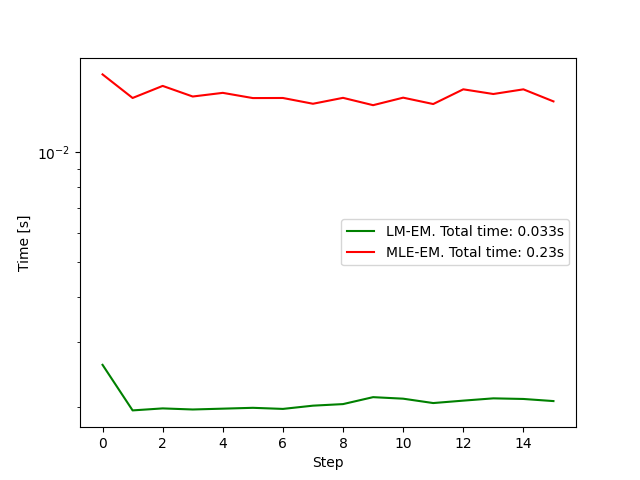 10⁻²
Time [s]
LM-EM. Total time: 0.033s
MLE-EM. Total time: 0.23s
0 2 4 6 8 10 12 14
Step